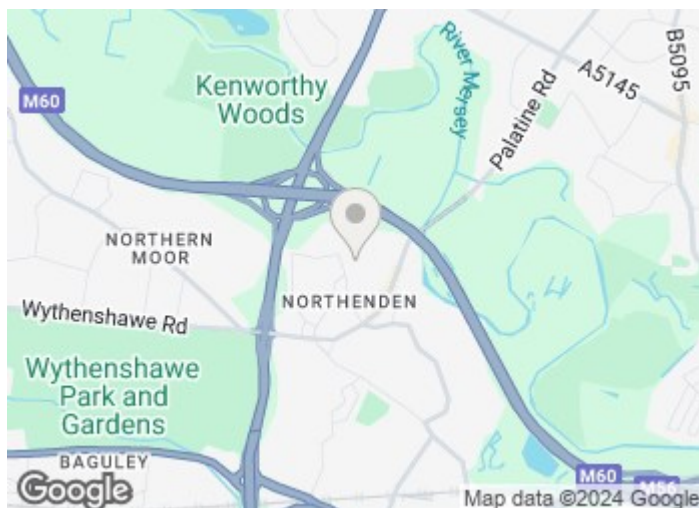 River Mersey
B5095
A5145
Palatine Rd
Kenworthy
Woods
M60
NORTHERN
MOOR
NORTHENDEN
Wythenshawe Rd
Wythenshawe
Park and
Gardens
BAGULEY
M60
M56
Google
Map data ©2024 Google